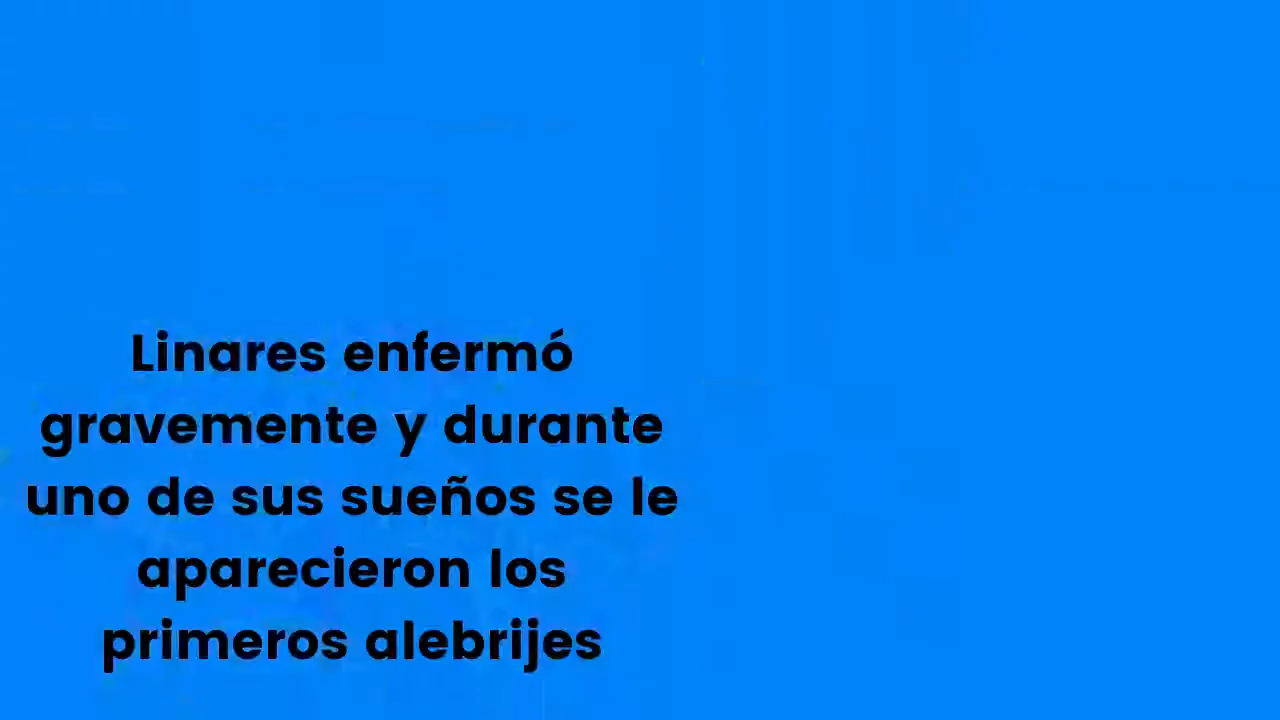 Linares enfermó
gravemente y durante
uno de sus sueños se le
aparecieron los
primeros alebrijes